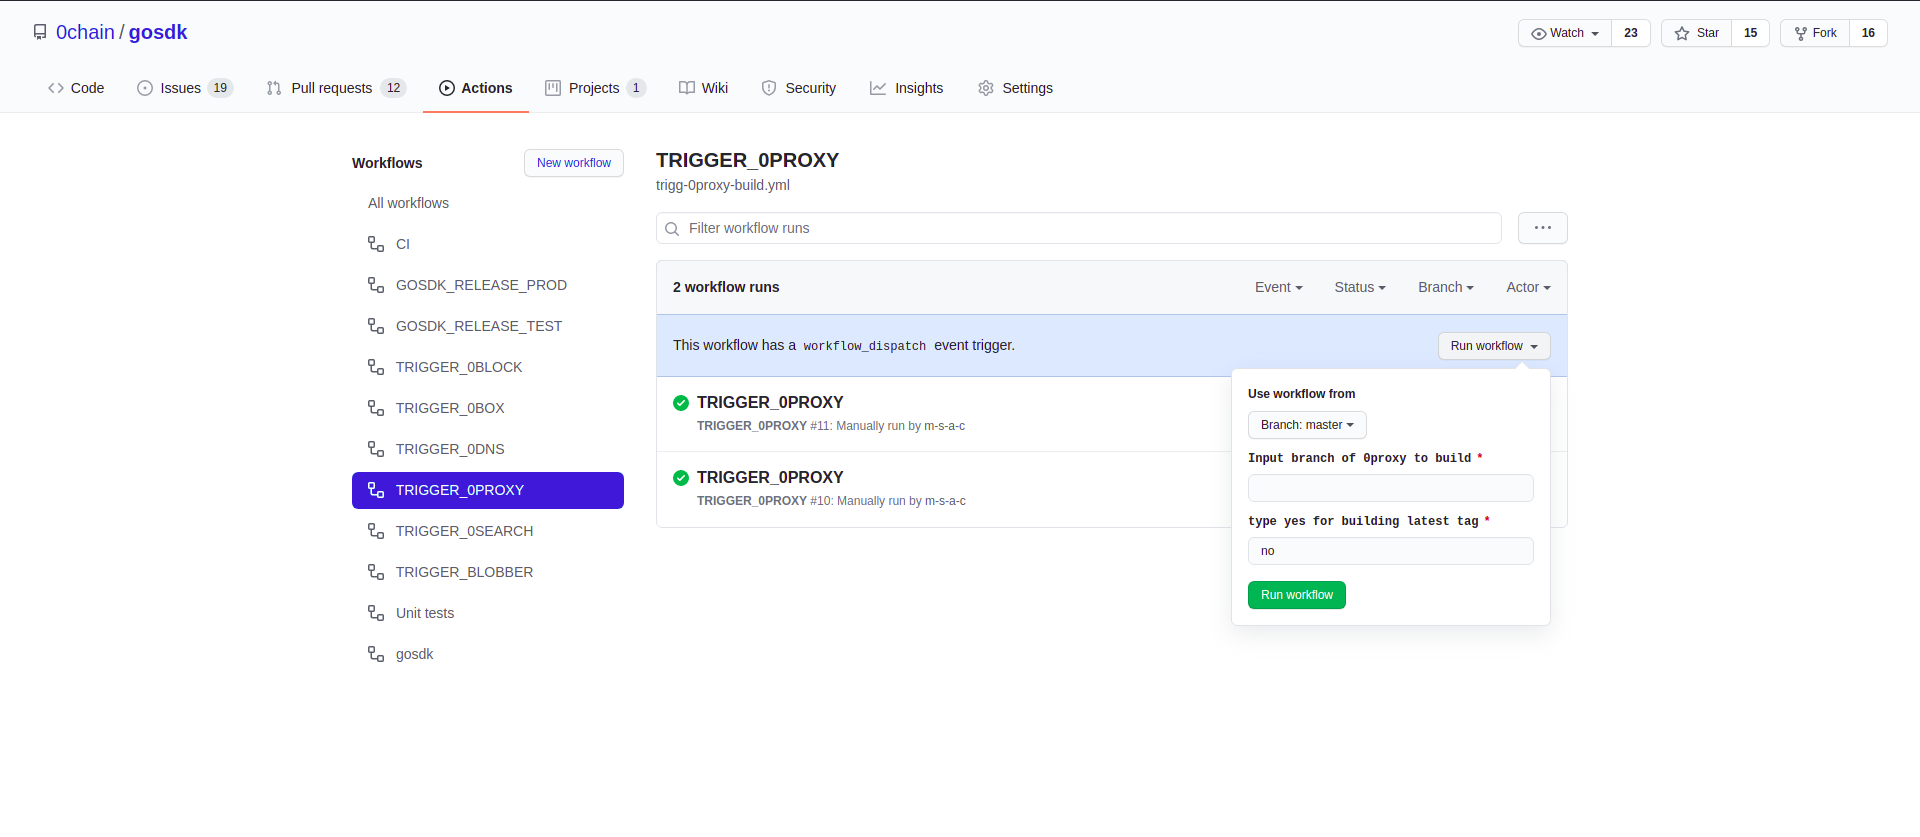 0chain / gosdk
Watch 23 Star 15 Fork 16
Code Issues 19 Pull requests 12 Actions Projects 1 Wiki Security Insights Settings
Workflows
New workflow
All workflows
CI
GOSDK_RELEASE_PROD
GOSDK_RELEASE_TEST
TRIGGER_0BLOCK
TRIGGER_0BOX
TRIGGER_0DNS
TRIGGER_0PROXY
TRIGGER_0SEARCH
TRIGGER_BLOBBER
Unit tests
gosdk
TRIGGER_0PROXY
trigg-0proxy-build.yml
Filter workflow runs
2 workflow runs Event Status Branch Actor
This workflow has a workflow_dispatch event trigger. Run workflow
TRIGGER_0PROXY
TRIGGER_0PROXY #11: Manually run by m-s-a-c
TRIGGER_0PROXY
TRIGGER_0PROXY #10: Manually run by m-s-a-c
Use workflow from
Branch: master
Input branch of 0proxy to build *
type yes for building latest tag *
no
Run workflow